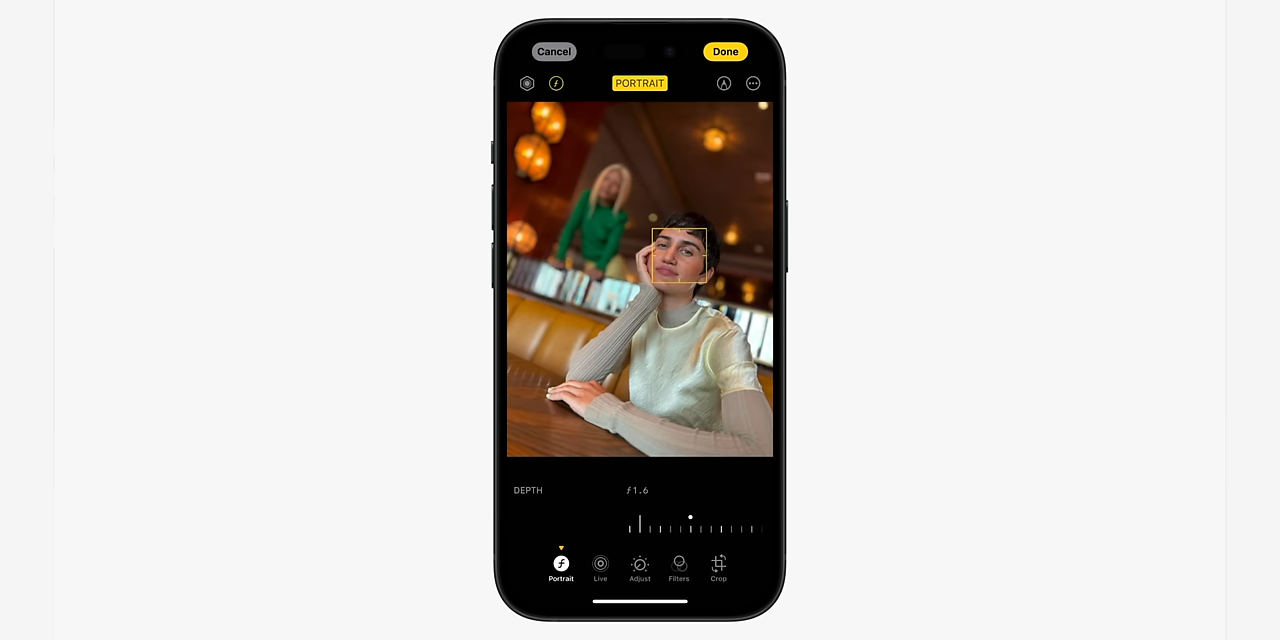 Cancel
Done
PORTRAIT
DEPTH
ƒ1.6
Portrait
Live
Adjust
Filters
Crop